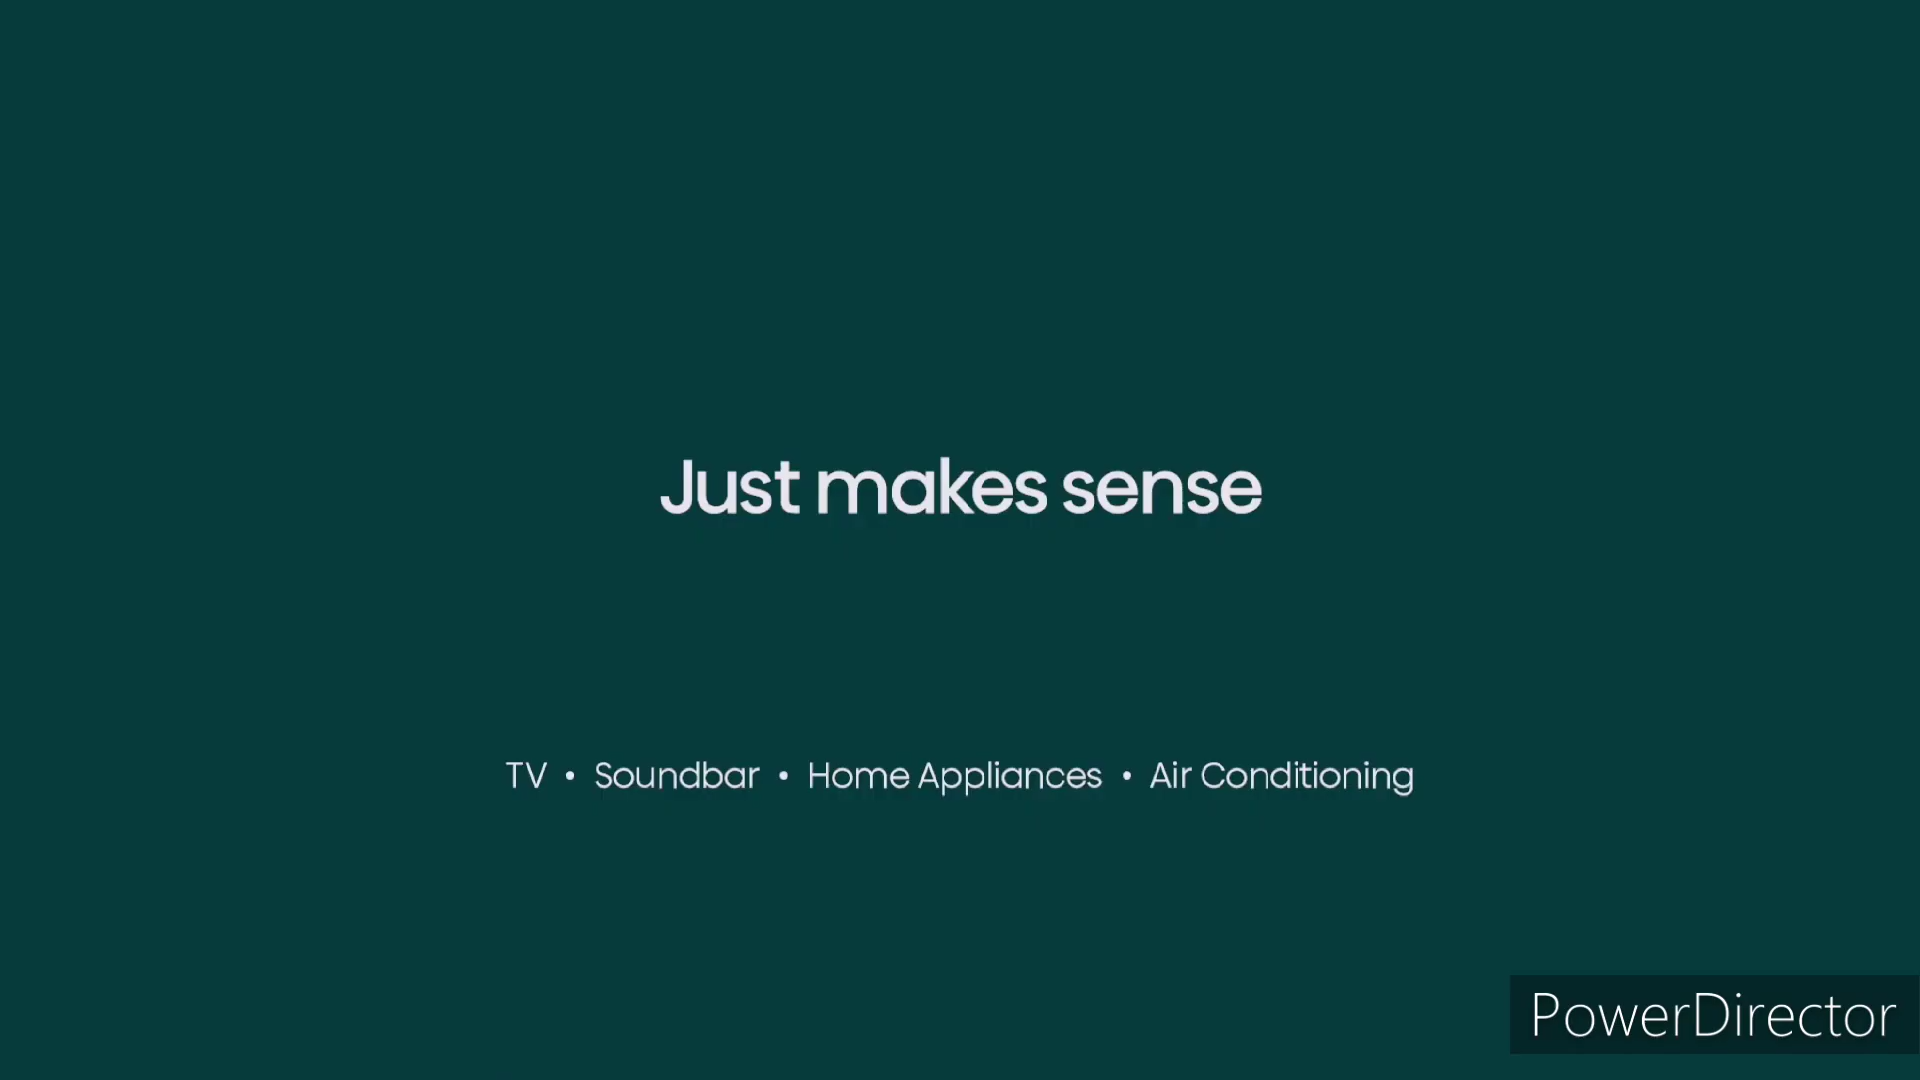 Just makes sense
TV • Soundbar • Home Appliances • Air Conditioning
PowerDirector